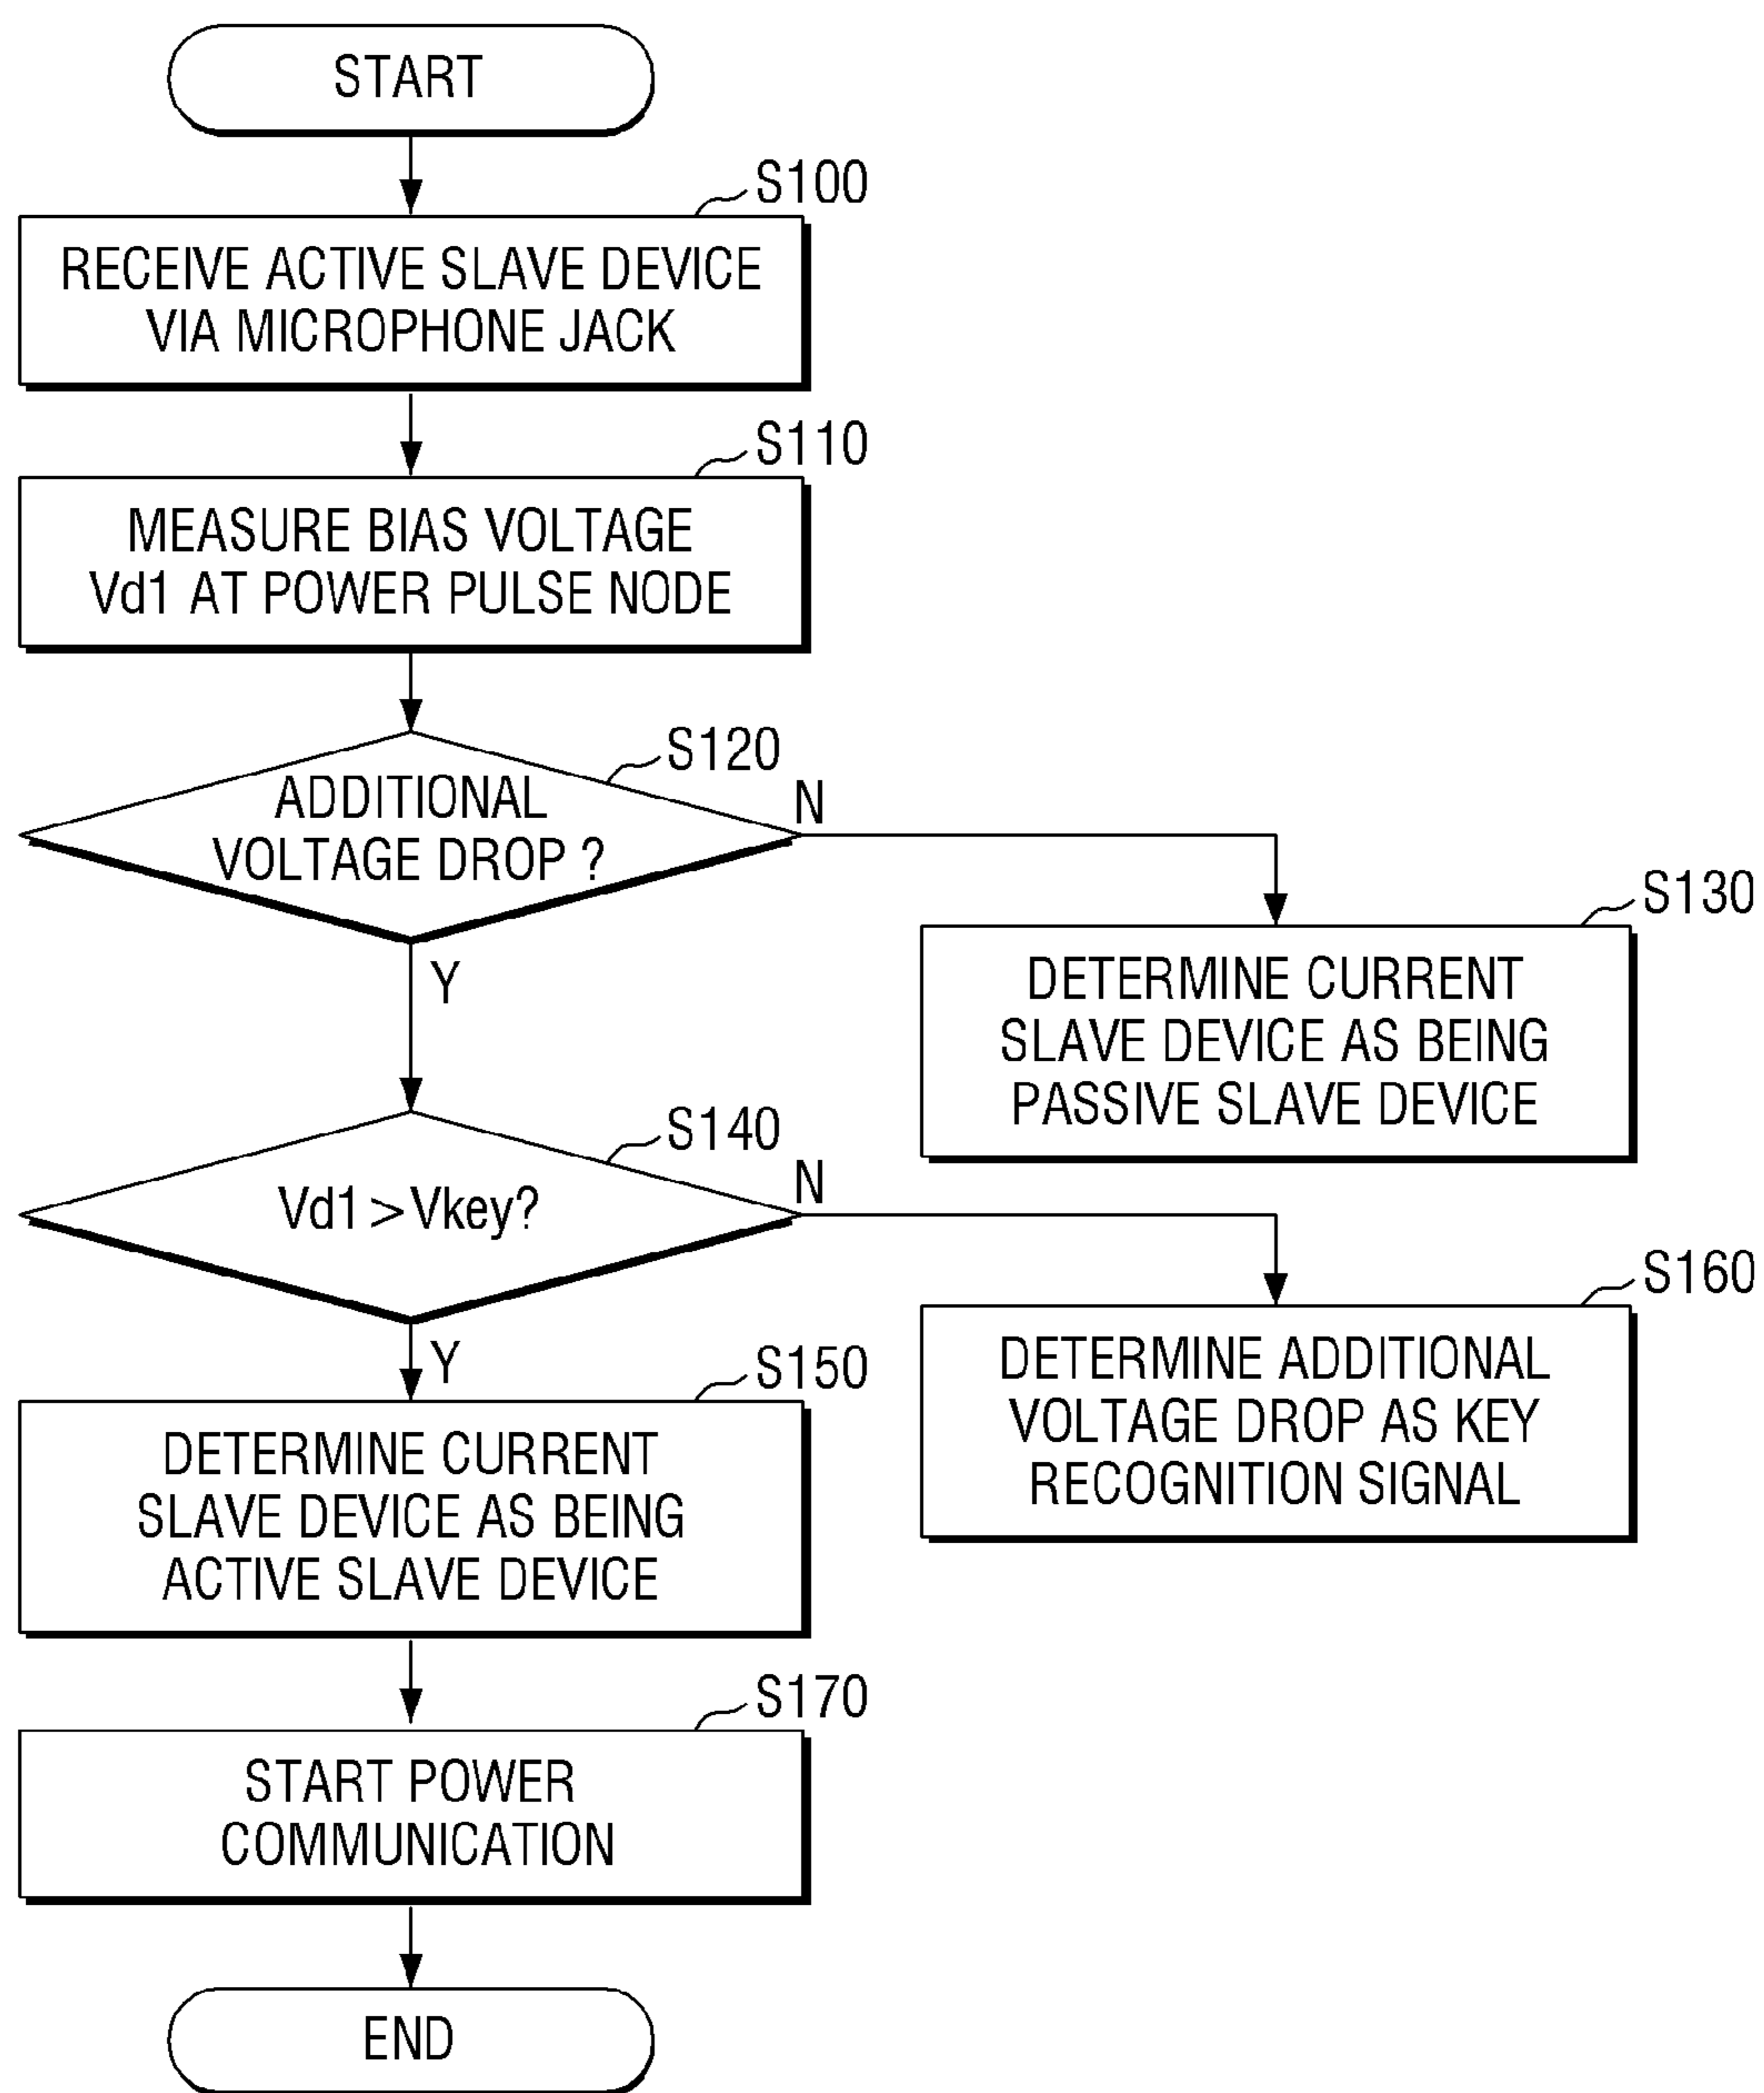 START
S100
RECEIVE ACTIVE SLAVE DEVICE
VIA MICROPHONE JACK
S110
MEASURE BIAS VOLTAGE
Vd1 AT POWER PULSE NODE
S120
ADDITIONAL
VOLTAGE DROP ?
N
Y
S130
DETERMINE CURRENT
SLAVE DEVICE AS BEING
PASSIVE SLAVE DEVICE
S140
Vd1 > Vkey?
N
Y
S160
DETERMINE ADDITIONAL
VOLTAGE DROP AS KEY
RECOGNITION SIGNAL
S150
DETERMINE CURRENT
SLAVE DEVICE AS BEING
ACTIVE SLAVE DEVICE
S170
START POWER
COMMUNICATION
END